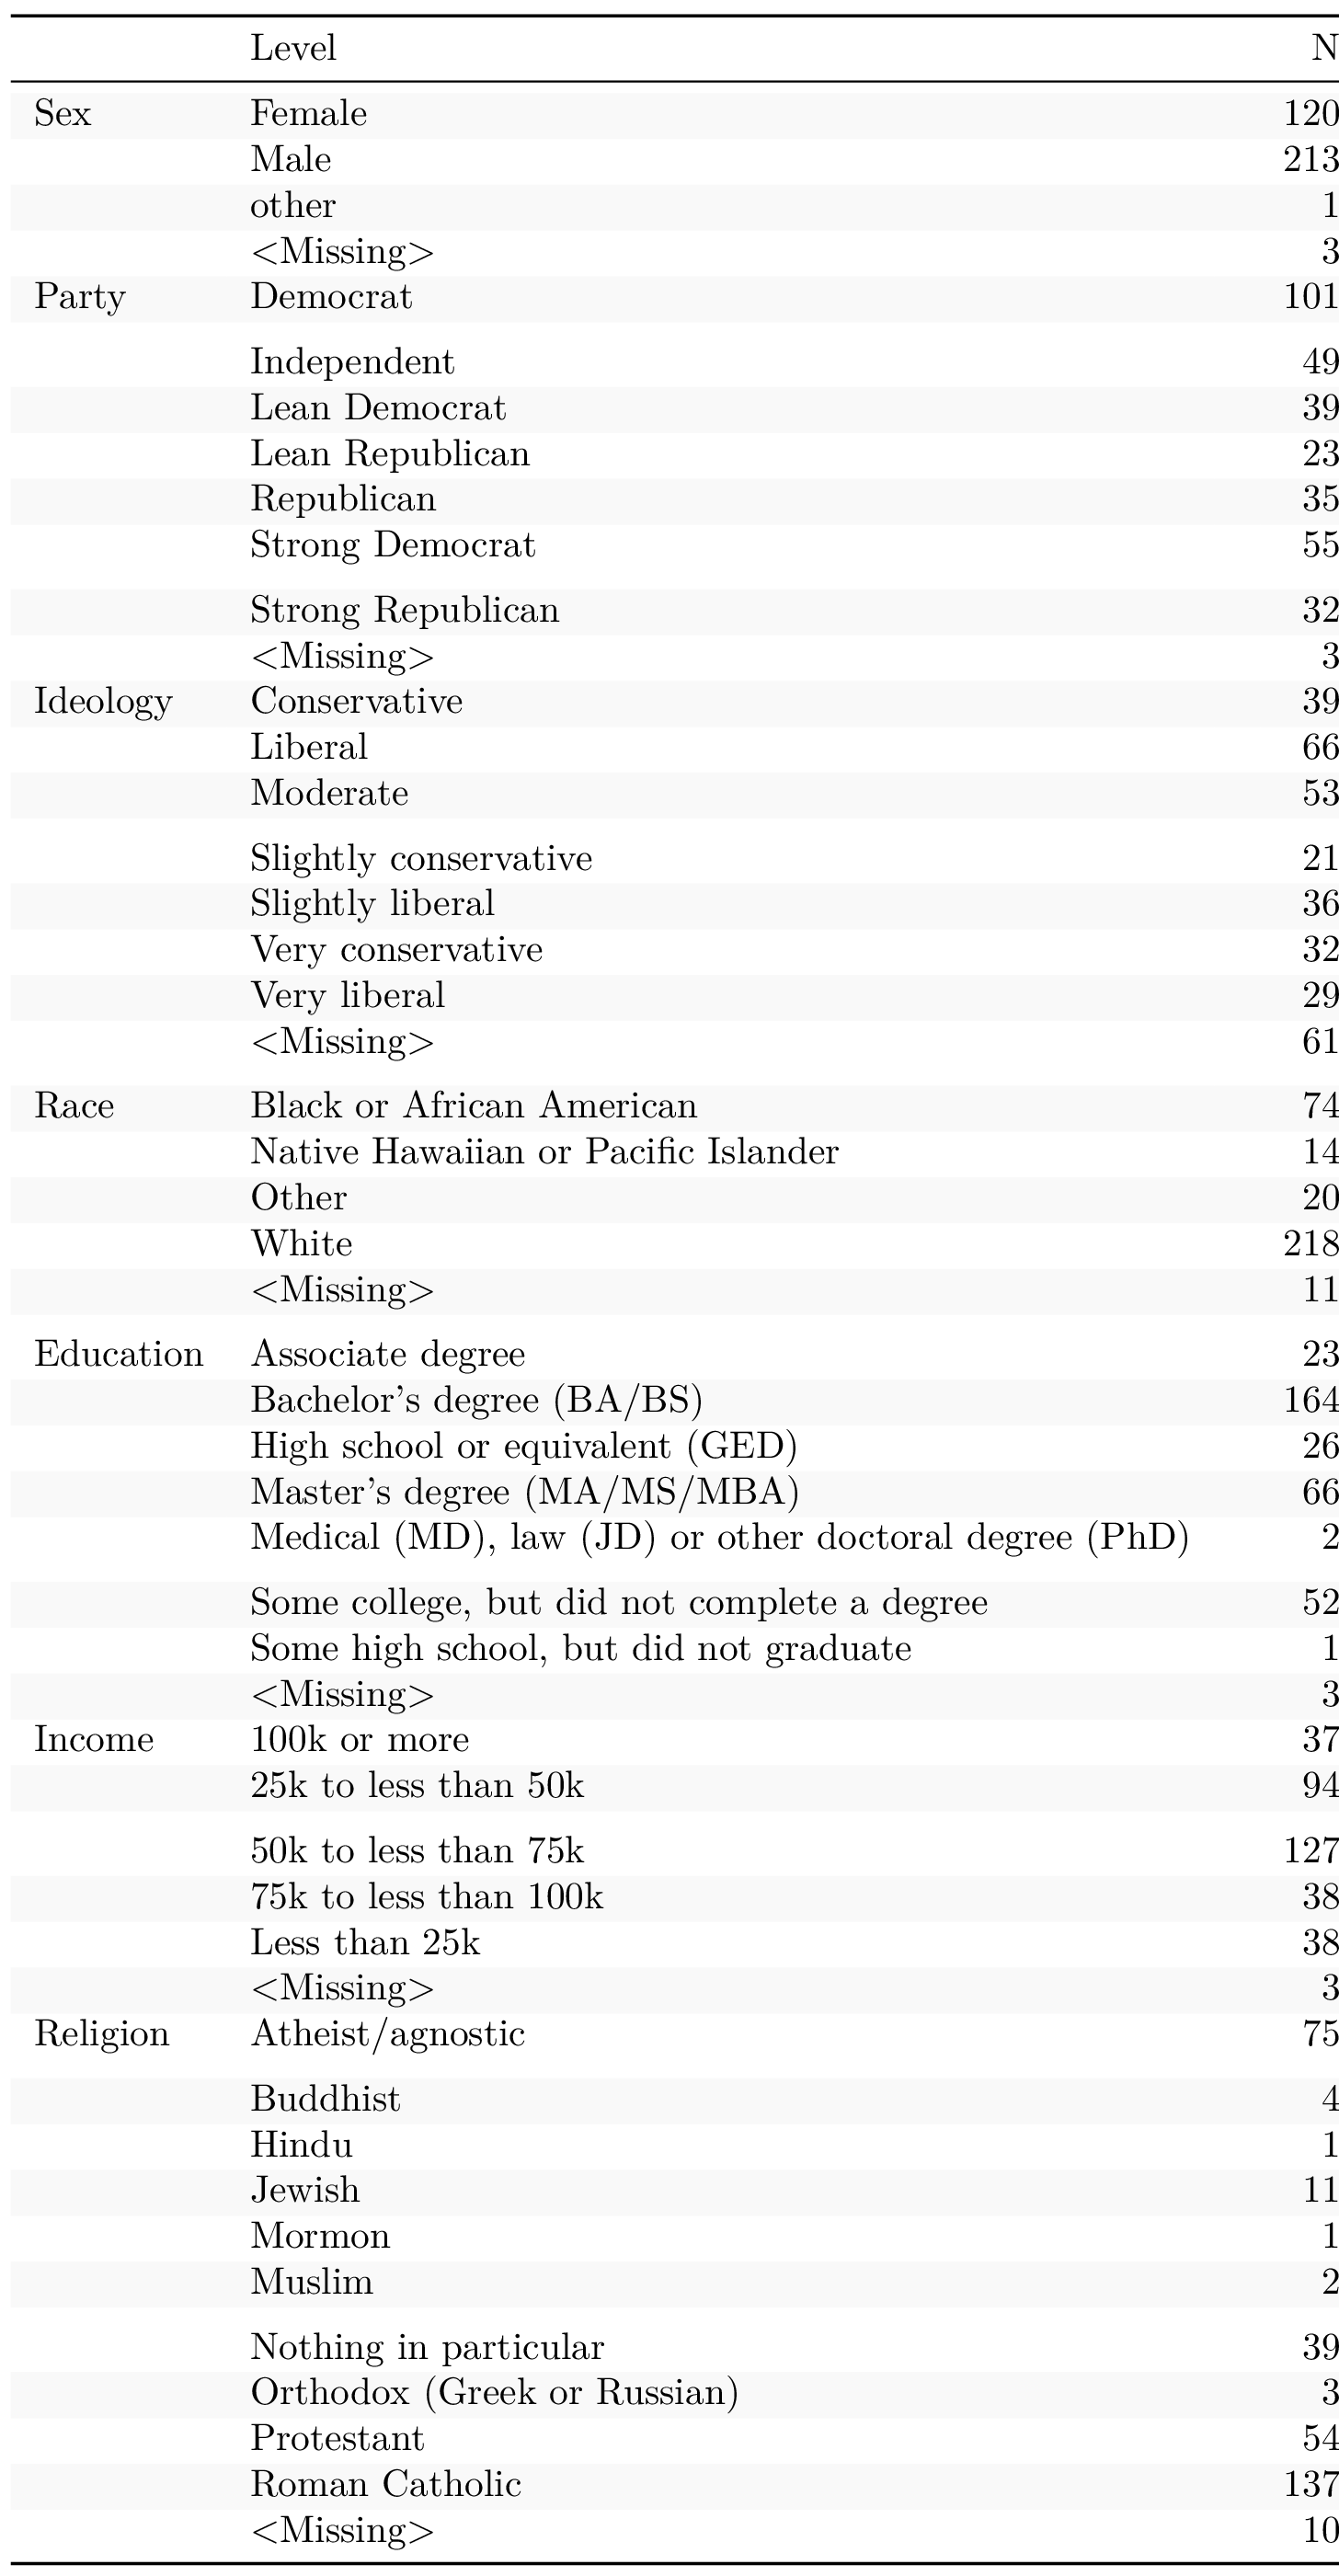 Level N
Sex Female 120
Male 213
other 1
<Missing> 3
Party Democrat 101
Independent 49
Lean Democrat 39
Lean Republican 23
Republican 35
Strong Democrat 55
Strong Republican 32
<Missing> 3
Ideology Conservative 39
Liberal 66
Moderate 53
Slightly conservative 21
Slightly liberal 36
Very conservative 32
Very liberal 29
<Missing> 61
Race Black or African American 74
Native Hawaiian or Pacific Islander 14
Other 20
White 218
<Missing> 11
Education Associate degree 23
Bachelor’s degree (BA/BS) 164
High school or equivalent (GED) 26
Master’s degree (MA/MS/MBA) 66
Medical (MD), law (JD) or other doctoral degree (PhD) 2
Some college, but did not complete a degree 52
Some high school, but did not graduate 1
<Missing> 3
Income 100k or more 37
25k to less than 50k 94
50k to less than 75k 127
75k to less than 100k 38
Less than 25k 38
<Missing> 3
Religion Atheist/agnostic 75
Buddhist 4
Hindu 1
Jewish 11
Mormon 1
Muslim 2
Nothing in particular 39
Orthodox (Greek or Russian) 3
Protestant 54
Roman Catholic 137
<Missing> 10